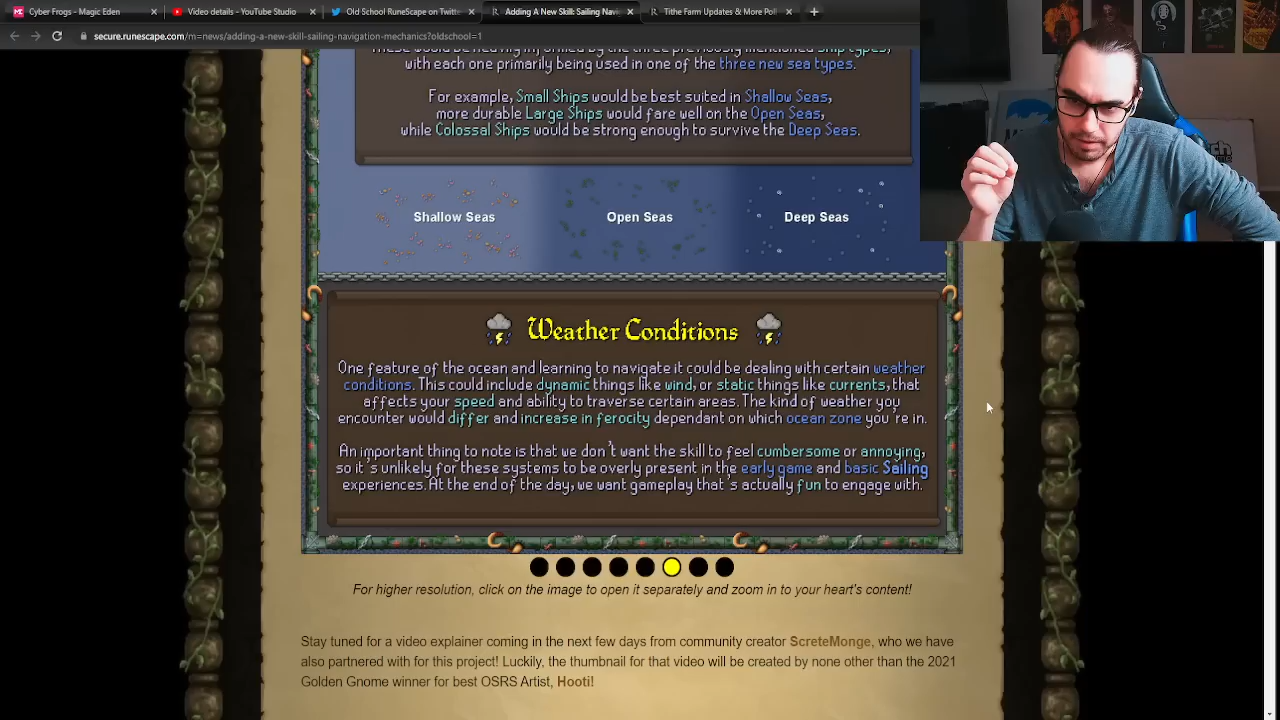 Cyber Frogs - Magic Eden
Video details - YouTube Studio
Old School RuneScape on Twitt
Adding A New Skill: Sailing Navi
Tithe Farm Updates & More Poll
secure.runescape.com/m=news/adding-a-new-skill-sailing-navigation-mechanics?oldschool=1
These would be heavily filled by the three previously mentioned ship types,
with each one primarily being used in one of the three new sea types.
For example, Small Ships would be best suited in Shallow Seas,
more durable Large Ships would fare well on the Open Seas,
while Colossal Ships would be strong enough to survive the Deep Seas.
Shallow Seas
Open Seas
Deep Seas
Weather Conditions
One feature of the ocean and learning to navigate it could be dealing with certain weather
conditions. This could include dynamic things like wind, or static things like currents, that
affects your speed and ability to traverse certain areas. The kind of weather you
encounter would differ and increase in ferocity dependant on which ocean zone you're in.
An important thing to note is that we don't want the skill to feel cumbersome or annoying,
so it's unlikely for these systems to be overly present in the early game and basic Sailing
experiences. At the end of the day, we want gameplay that's actually fun to engage with.
For higher resolution, click on the image to open it separately and zoom in to your heart's content!
Stay tuned for a video explainer coming in the next few days from community creator ScreteMonge, who we have
also partnered with for this project! Luckily, the thumbnail for that video will be created by none other than the 2021
Golden Gnome winner for best OSRS Artist, Hooti!